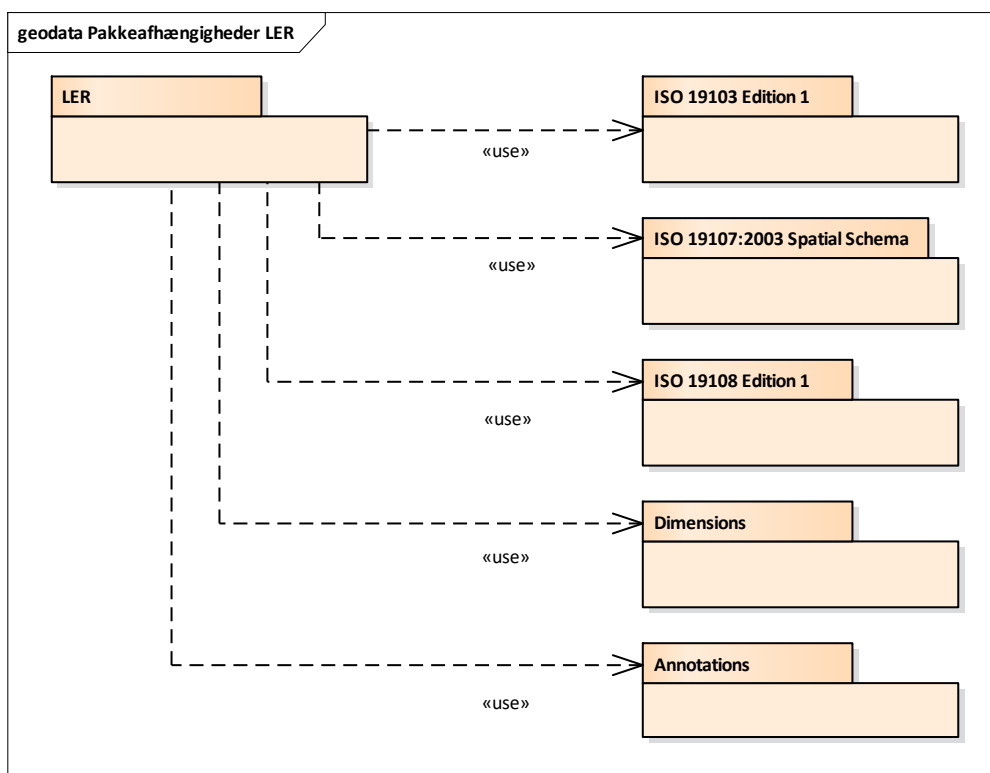 geodata Pakkeafhængigheder LER
LER
ISO 19103 Edition 1
«use»
ISO 19107:2003 Spatial Schema
«use»
ISO 19108 Edition 1
«use»
Dimensions
«use»
Annotations
«use»